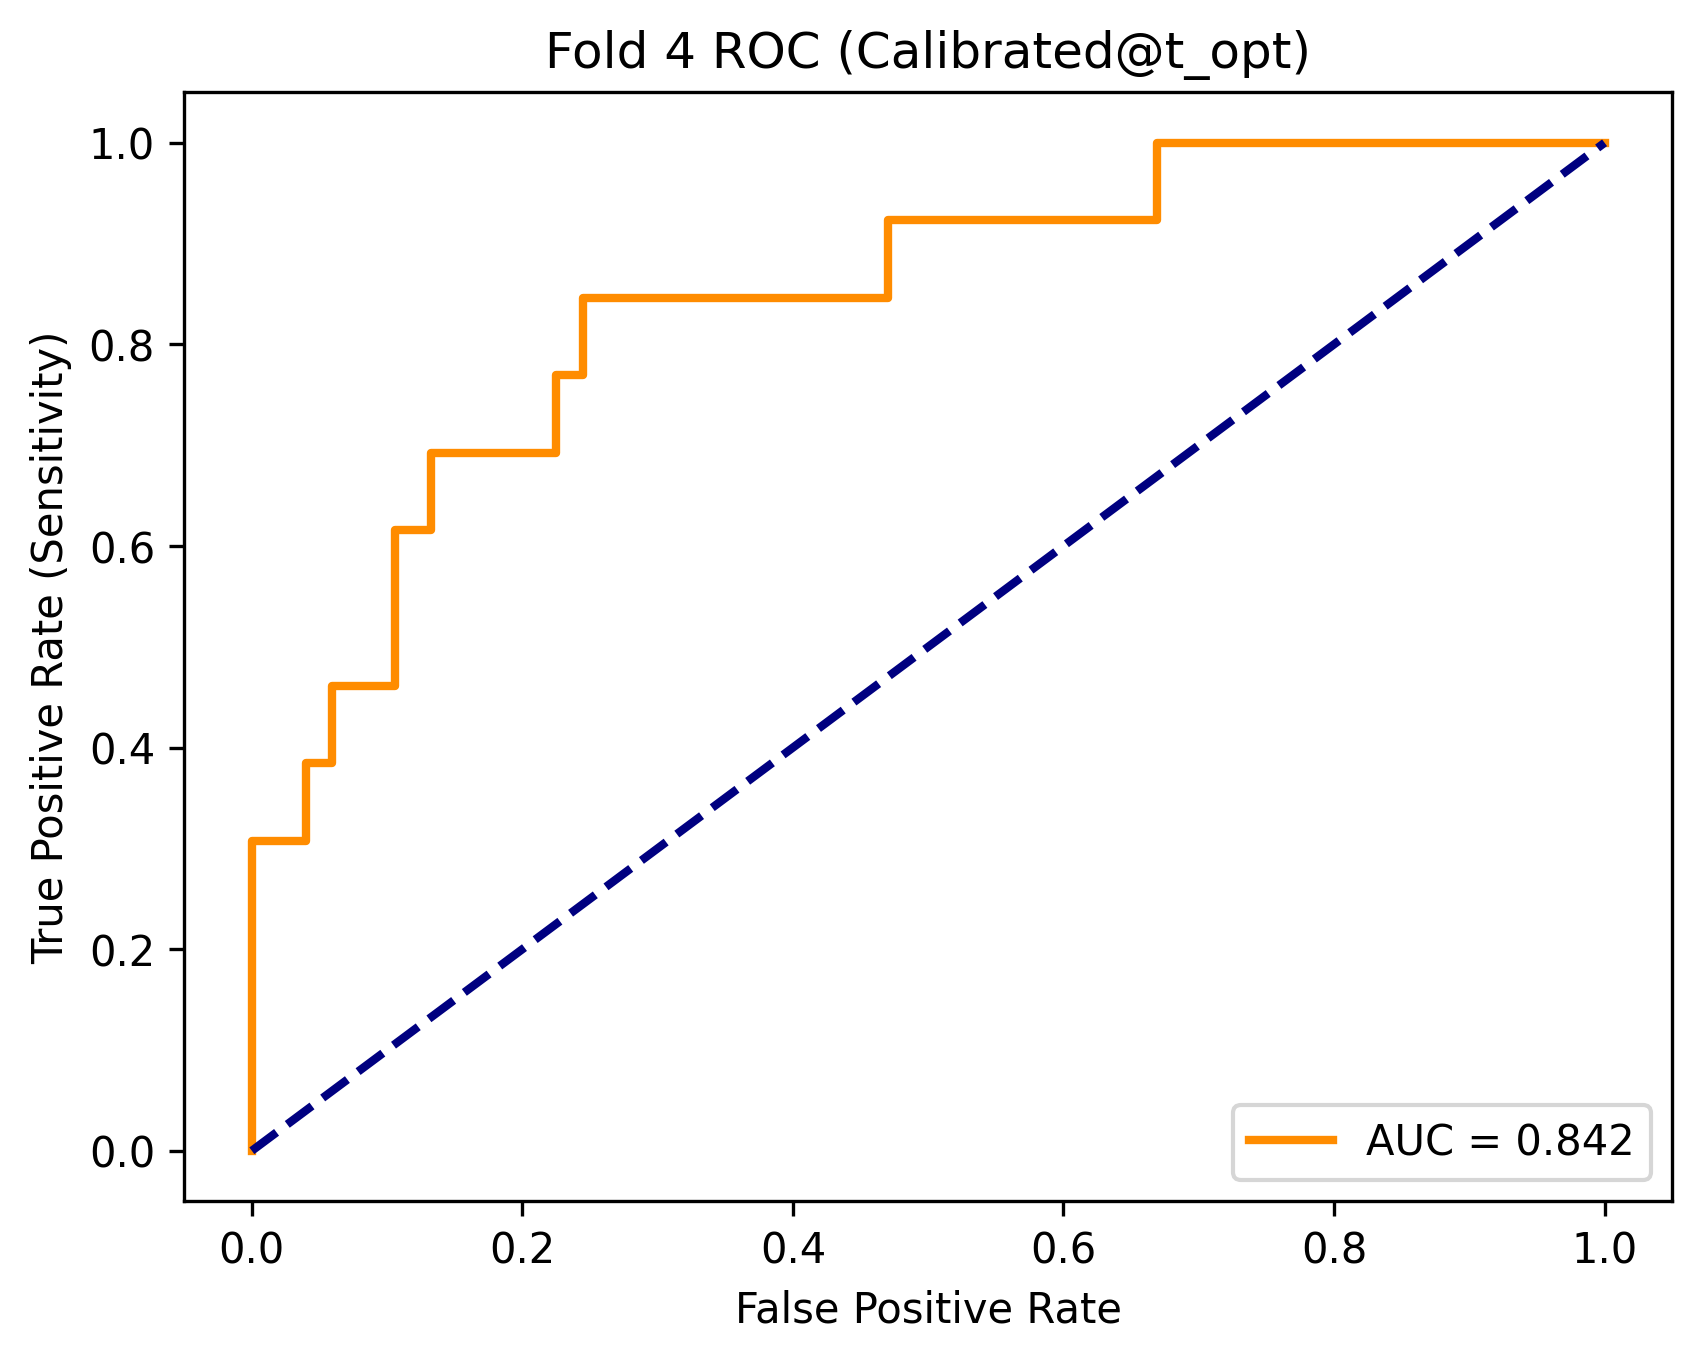 Fold 4 ROC (Calibrated@t_opt)
True Positive Rate (Sensitivity)
1.0
0.8
0.6
0.4
0.2
0.0
AUC = 0.842
0.0 0.2 0.4 0.6 0.8 1.0
False Positive Rate